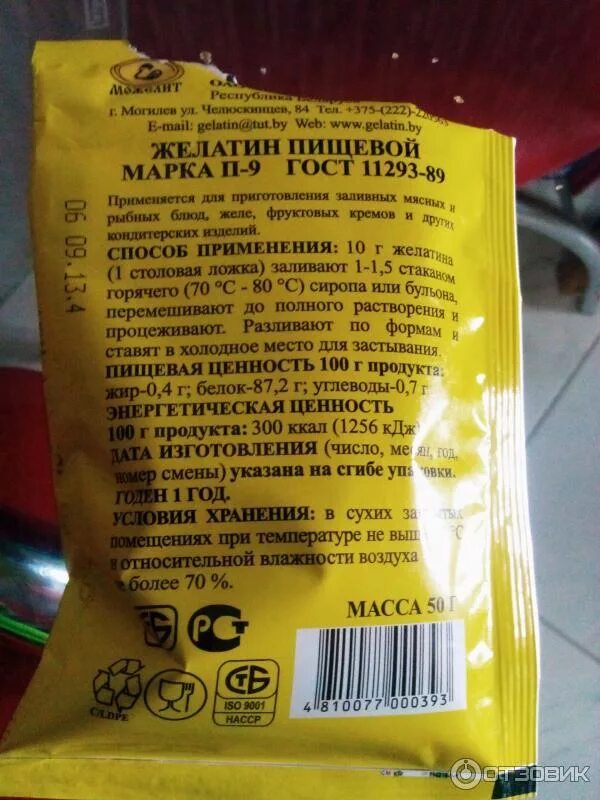 Можелит
Республика
г. Могилев ул. Челюскинцев, 84 Тел. +375-(222)-
E-mail: gelatin@tut.by Web: www.gelatin.by
ЖЕЛАТИН ПИЩЕВОЙ
МАРКА П-9 ГОСТ 11293-89
Применяется для приготовления заливных мясных и
рыбных блюд, желе, фруктовых кремов и других
кондитерских изделий.
СПОСОБ ПРИМЕНЕНИЯ: 10 г желатина
(1 столовая ложка) заливают 1-1,5 стаканом
горячего (70 °С - 80 °С) сиропа или бульона,
перемешивают до полного растворения и
процеживают. Разливают по формам и
ставят в холодное место для застывания.
ПИЩЕВАЯ ЦЕННОСТЬ 100 г продукта:
жир-0,4 г; белок-87,2 г; углеводы-0,7 г
ЭНЕРГЕТИЧЕСКАЯ ЦЕННОСТЬ
100 г продукта: 300 ккал (1256 кДж)
ДАТА ИЗГОТОВЛЕНИЯ (число, месяц, год,
номер смены) указана на сгибе упаковки.
ГОДЕН 1 ГОД.
УСЛОВИЯ ХРАНЕНИЯ: в сухих
помещениях при температуре не выше
и относительной влажности воздуха
более 70 %.
06 09.13.4
МАССА 50 Г
РСТ
СТБ
ISO 9001
НАССР
C/LDPE
4 810077 000393
ОТЗОВИК